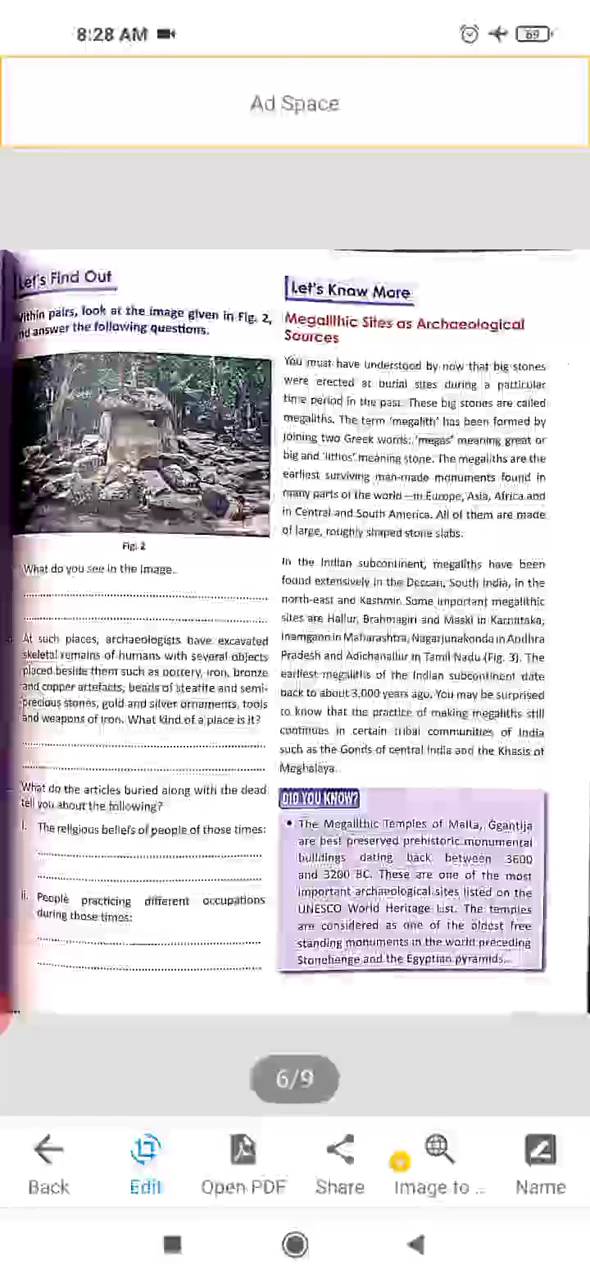 8:28 AM
69
Ad Space
Let's Find Out
Within pairs, look at the image given in Fig. 2,
and answer the following questions.
Fig. 2
What do you see in the image.
At such places, archaeologists have excavated
skeletal remains of humans with several objects
placed beside them such as pottery, iron, bronze
and copper artefacts, beads of steatite and semi-
precious stones, gold and silver ornaments, tools
and weapons of iron. What kind of a place is it?
What do the articles buried along with the dead
tell you about the following?
i. The religious beliefs of people of those times:
ii. People practicing different occupations
during those times:
Let's Know More
Megalithic Sites as Archaeological
Sources
You must have understood by now that big stones
were erected at burial sites during a particular
time period in the past. These big stones are called
megaliths. The term 'megalith' has been formed by
joining two Greek words: 'megas' meaning great or
big and 'lithos' meaning stone. The megaliths are the
earliest surviving man-made monuments found in
many parts of the world—in Europe, Asia, Africa and
in Central and South America. All of them are made
of large, roughly shaped stone slabs.
In the Indian subcontinent, megaliths have been
found extensively in the Deccan, South India, in the
north-east and Kashmir. Some important megalithic
sites are Hallur, Brahmagiri and Maski in Karnataka,
Inamgaon in Maharashtra, Nagarjunakonda in Andhra
Pradesh and Adichanallur in Tamil Nadu (Fig. 3). The
earliest megaliths of the Indian subcontinent date
back to about 3,000 years ago. You may be surprised
to know that the practice of making megaliths still
continues in certain tribal communities of India
such as the Gonds of central India and the Khasis of
Meghalaya.
DID YOU KNOW?
• The Megalithic Temples of Malta, Ggantija
are best preserved prehistoric monumental
buildings dating back between 3600
and 3200 BC. These are one of the most
important archaeological sites listed on the
UNESCO World Heritage List. The temples
are considered as one of the oldest free
standing monuments in the world preceding
Stonehenge and the Egyptian pyramids.
6/9
Back
Edit
Open PDF
Share
Image to ..
Name